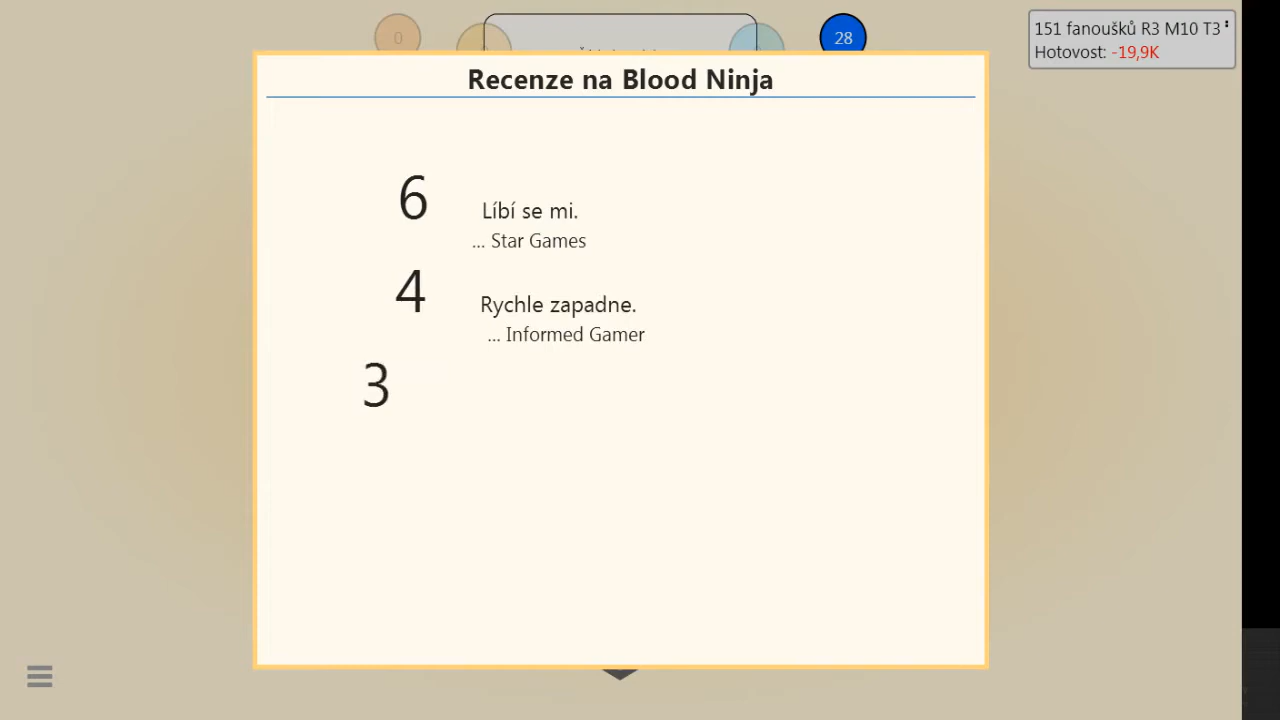 0
28
151 fanoušků R3 M10 T3
Hotovost: -19,9K
Recenze na Blood Ninja
6
Líbí se mi.
... Star Games
4
Rychle zapadne.
... Informed Gamer
3